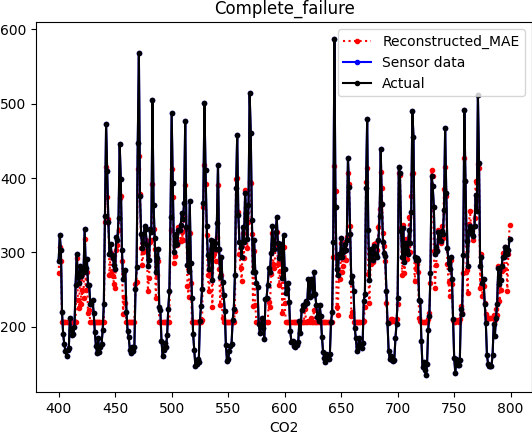 Complete_failure
600
500
400
300
200
Reconstructed_MAE
Sensor data
Actual
400 450 500 550 600 650 700 750 800
CO2